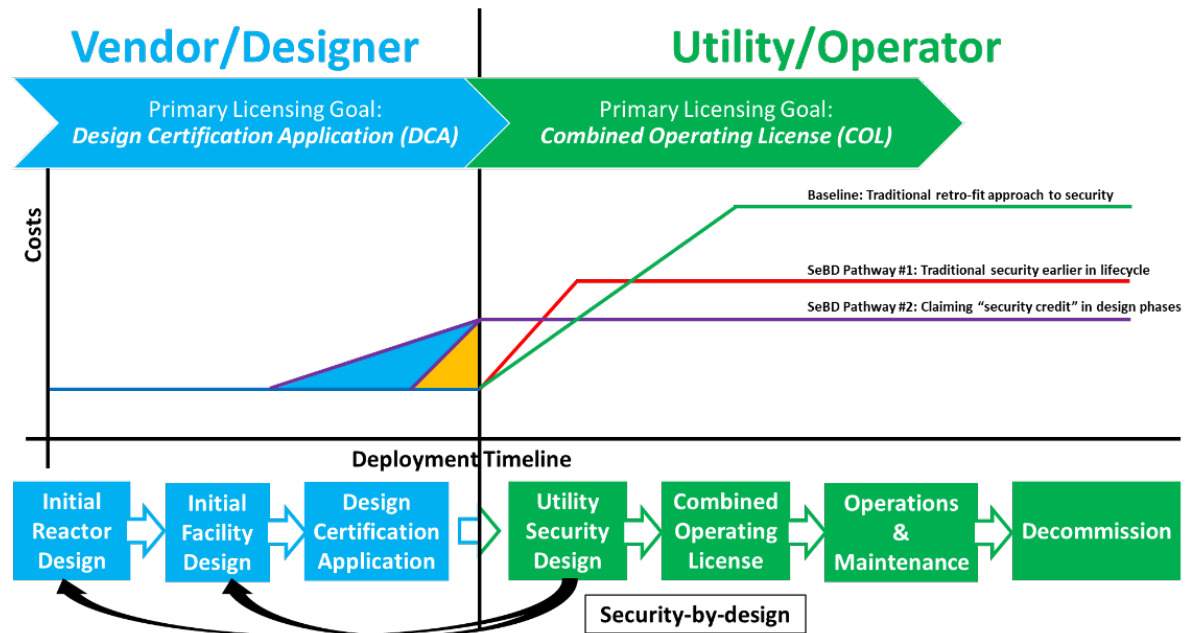 Vendor/Designer
Utility/Operator
Primary Licensing Goal:
Design Certification Application (DCA)
Primary Licensing Goal:
Combined Operating License (COL)
Costs
Baseline: Traditional retro-fit approach to security
SeBD Pathway #1: Traditional security earlier in lifecycle
SeBD Pathway #2: Claiming “security credit” in design phases
Deployment Timeline
Initial
Reactor
Design
Initial
Facility
Design
Design
Certification
Application
Utility
Security
Design
Combined
Operating
License
Operations
&
Maintenance
Decommission
Security-by-design